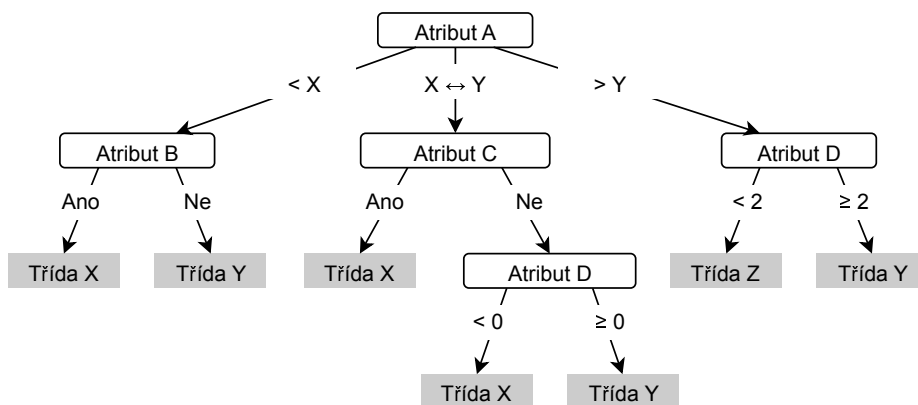 Atribut A
< X
X ↔ Y
> Y
Atribut B
Atribut C
Atribut D
Ano
Ne
Ano
Ne
< 2
≥ 2
Třída X
Třída Y
Třída X
Atribut D
Třída Z
Třída Y
< 0
≥ 0
Třída X
Třída Y